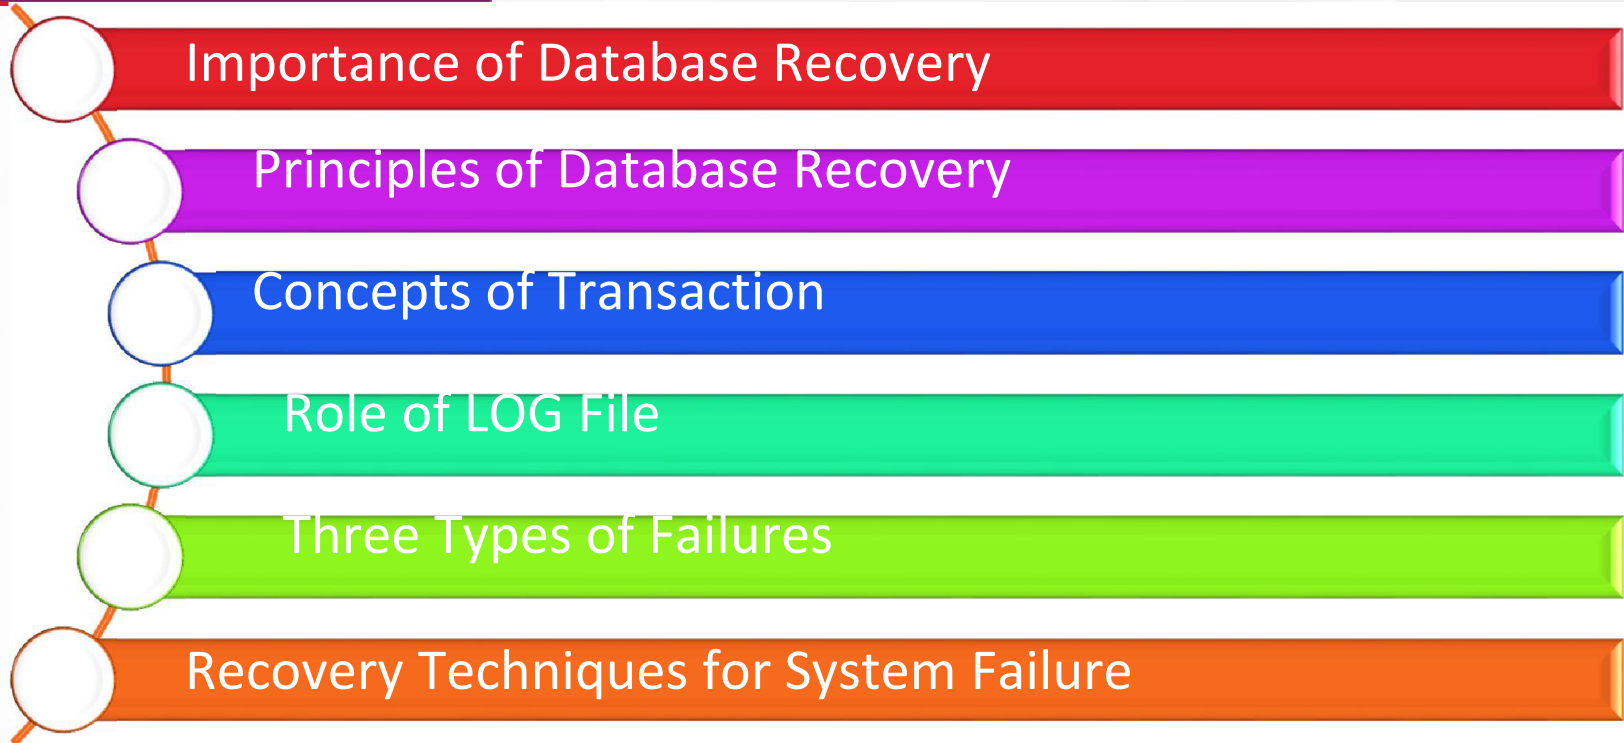 Importance of Database Recovery
Principles of Database Recovery
Concepts of Transaction
Role of LOG File
Three Types of Failures
Recovery Techniques for System Failure